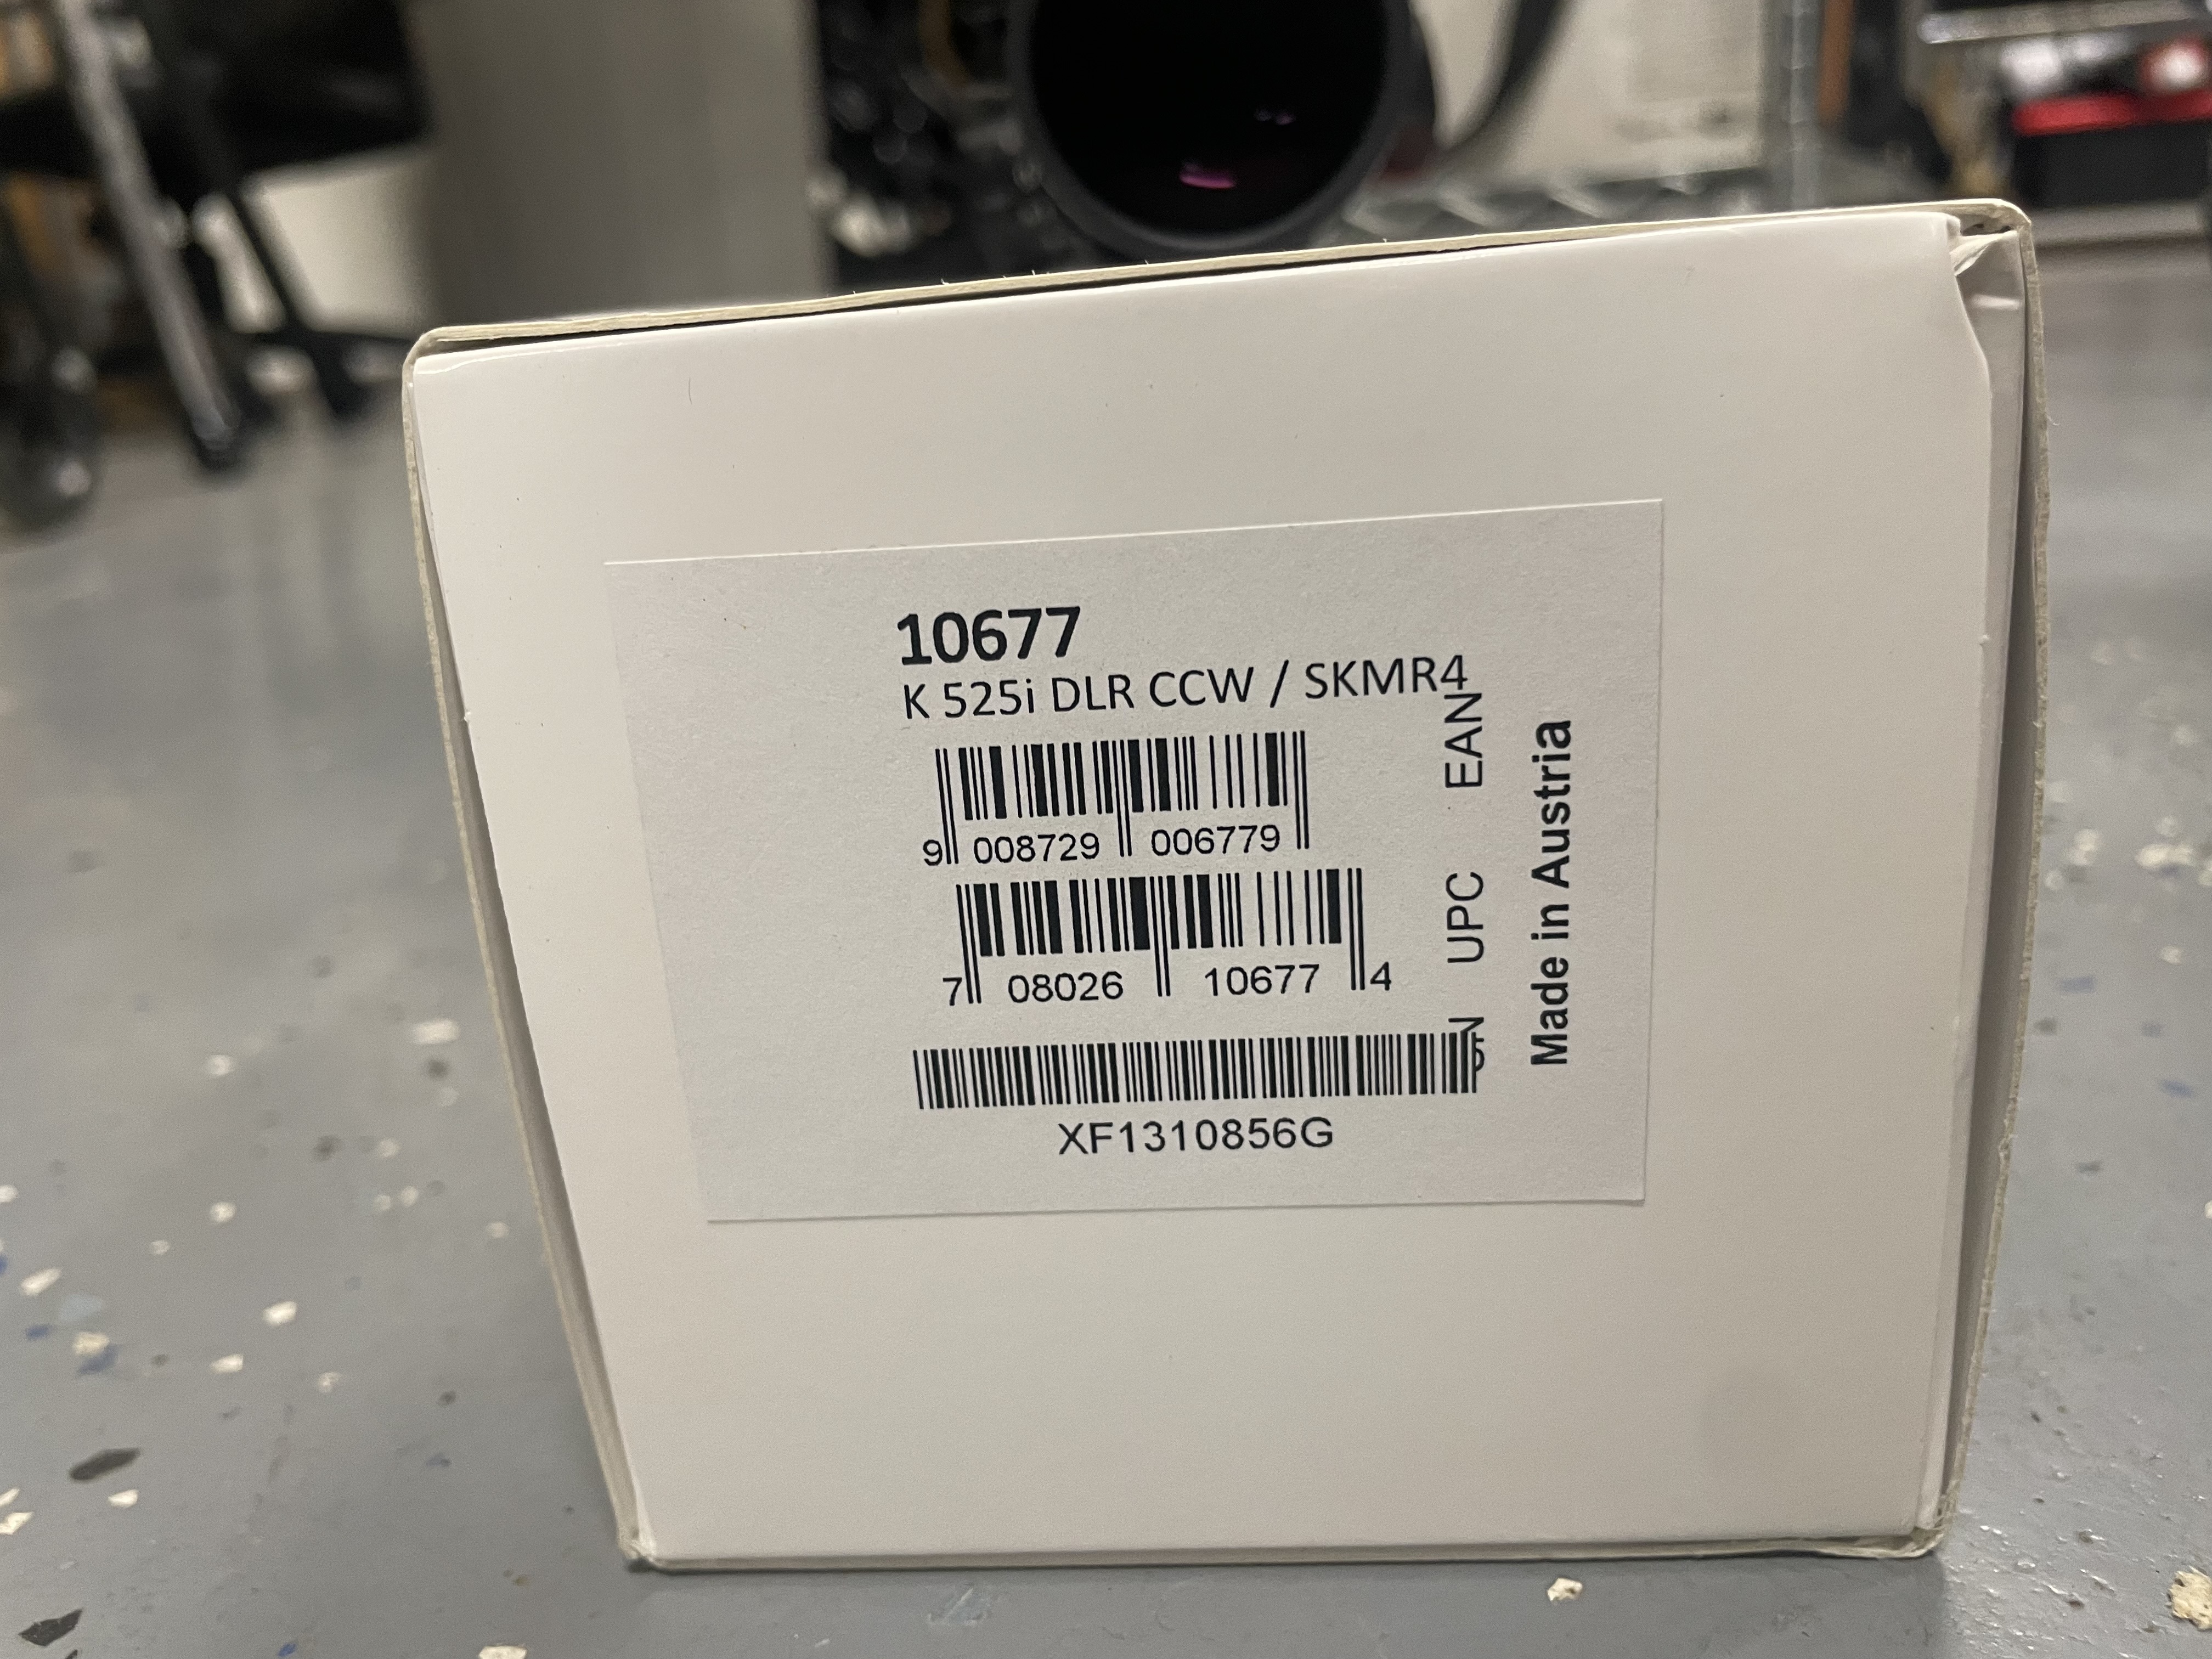 10677
K 525i DLR CCW / SKMR4
EAN
9 008729 006779
UPC
7 08026 10677 4
XF1310856G
Made in Austria